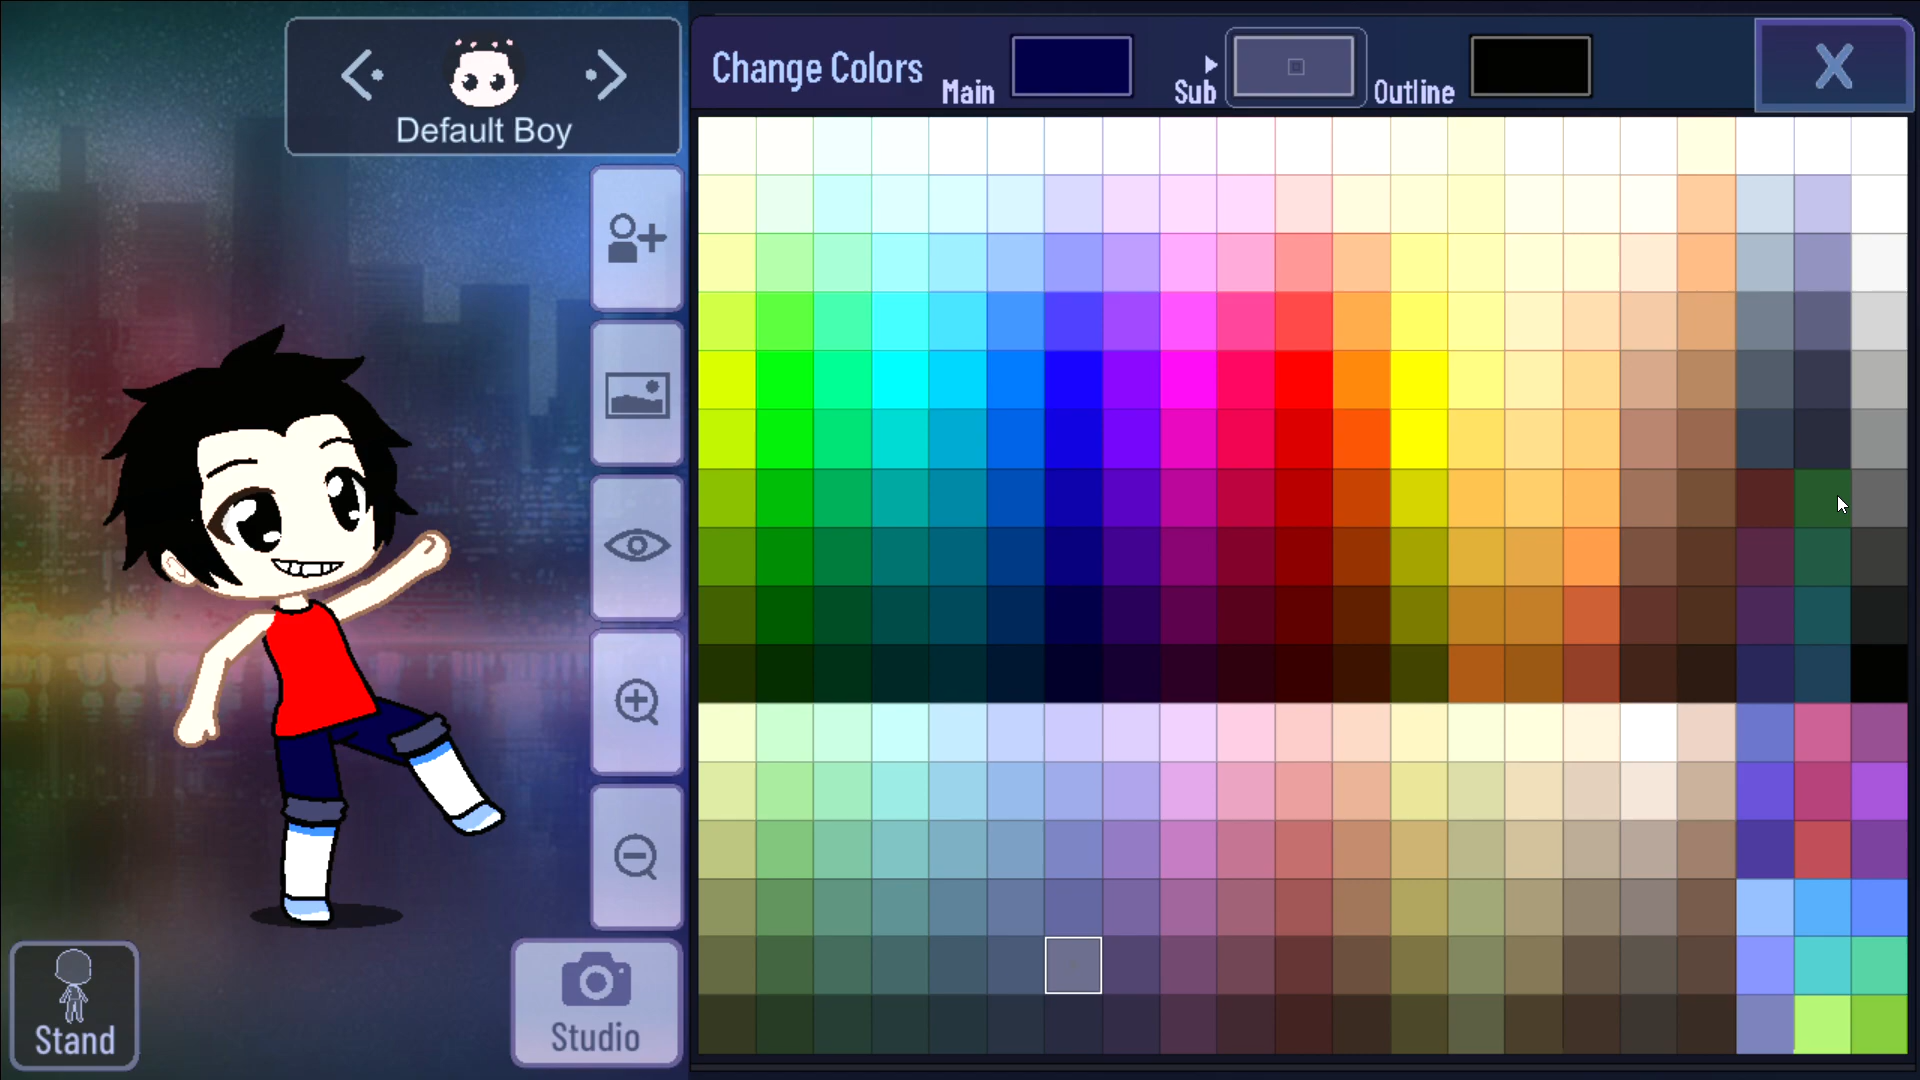 Default Boy
Change Colors
Main
Sub
Outline
X
Stand
Studio